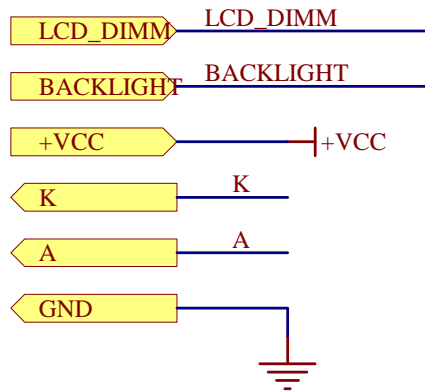 LCD_DIMM LCD_DIMM
BACKLIGHT BACKLIGHT
+VCC +VCC
K K
A A
GND